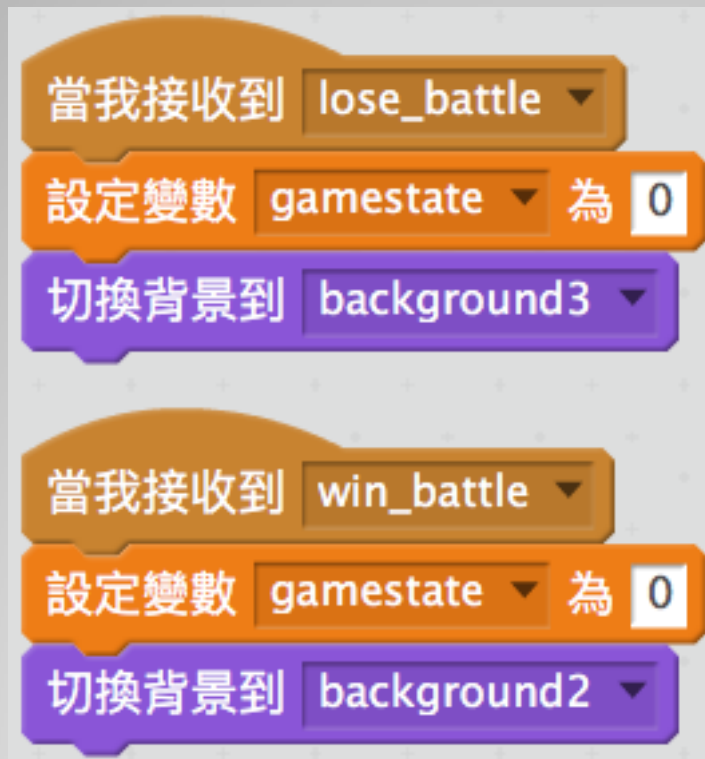 當我接收到 lose_battle
設定變數 gamestate 為 0
切換背景到 background3
當我接收到 win_battle
設定變數 gamestate 為 0
切換背景到 background2